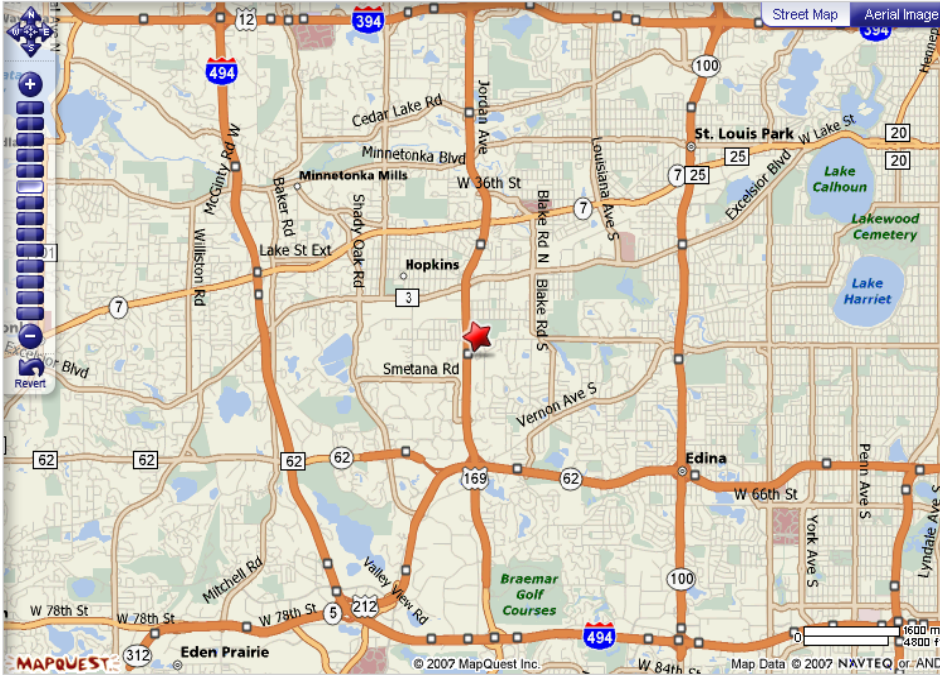 Street Map
Aerial Image
N
W
E
S
394
12
394
494
100
Jordan Ave
Cedar Lake Rd
St. Louis Park
W Lake St
20
20
Minnetonka Blvd
25
Minnetonka Mills
McGinty Rd W
Baker Rd
W 36th St
Louisiana Ave S
7
25
Excelsior Blvd
Lake
Calhoun
Shady Oak Rd
Blake Rd N
7
Lakewood
Cemetery
Williston Rd
Lake St Ext
Hopkins
3
7
Lake
Harriet
Blake Rd S
Excelsior Blvd
Revert
Smetana Rd
Vernon Ave S
62
62
62
62
169
62
Edina
W 66th St
Penn Ave S
York Ave S
Lyndale Ave S
Mitchell Rd
Valley View Rd
Braemar
Golf
Courses
100
W 78th St
W 78th St
W 78th St
5
212
494
312
Eden Prairie
W 84th St
0
1600 m
4800 ft
MAPQUEST
© 2007 MapQuest Inc.
Map Data © 2007 NAVTEQ or AND